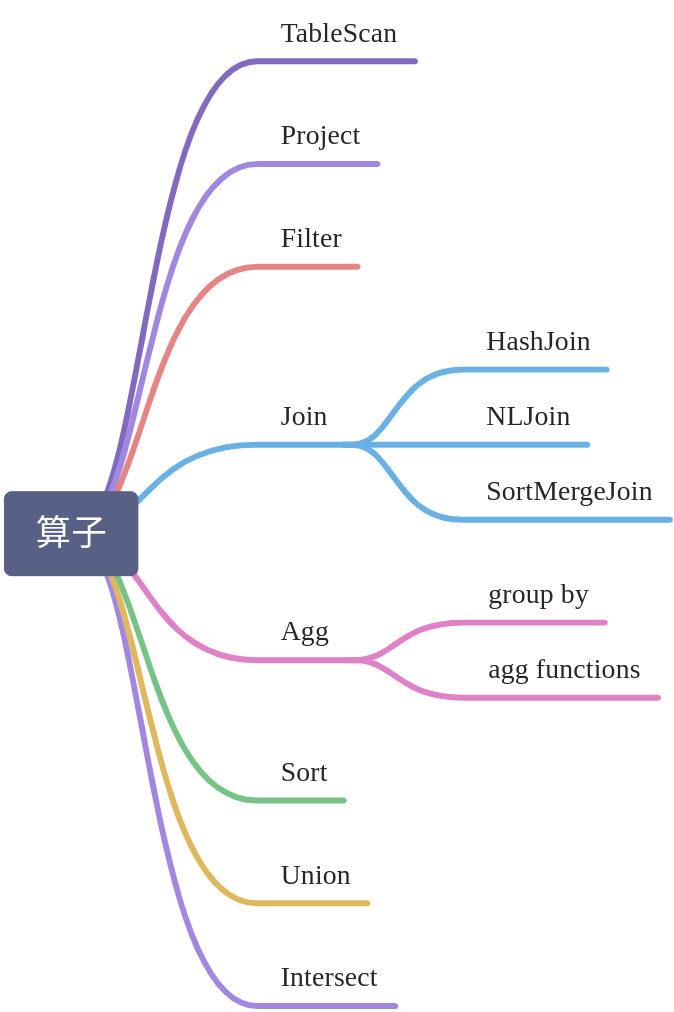 TableScan
Project
Filter
Join
HashJoin
NLJoin
SortMergeJoin
算子
Agg
group by
agg functions
Sort
Union
Intersect